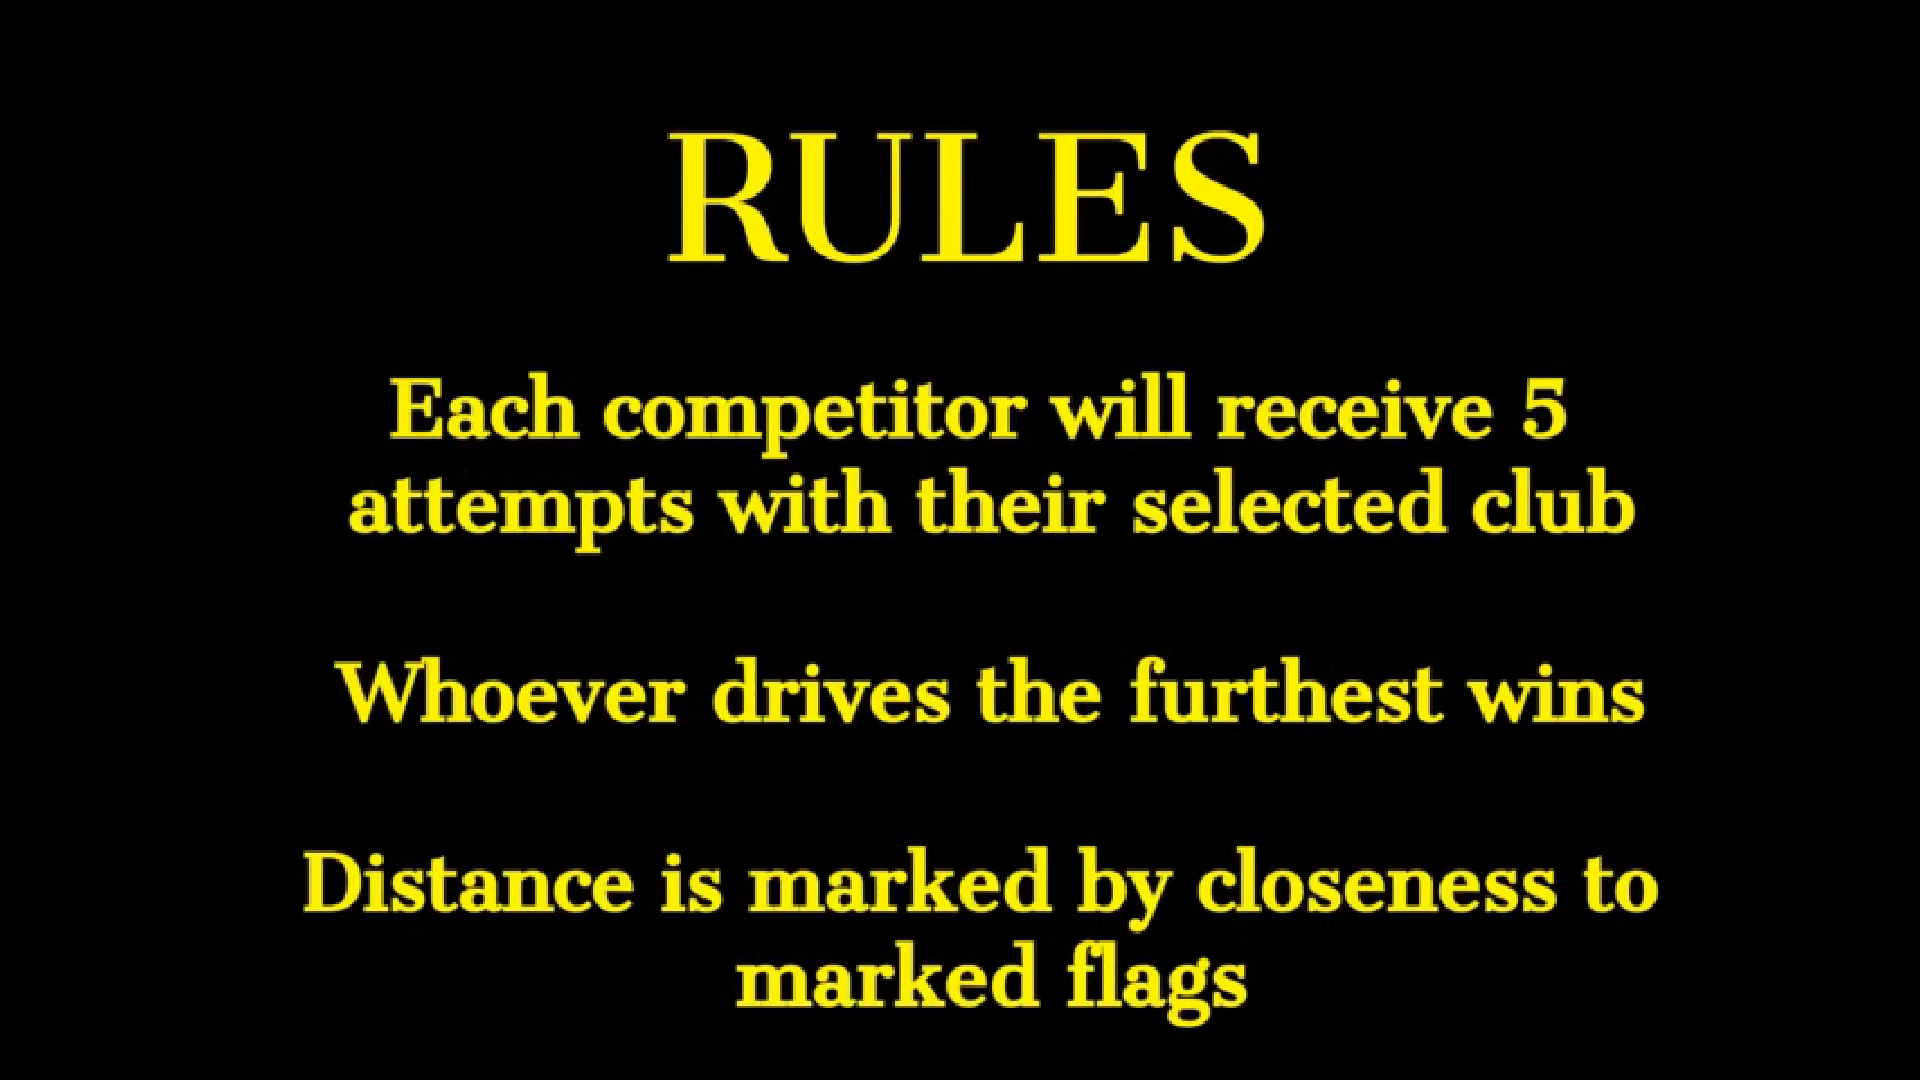 RULES
Each competitor will receive 5
attempts with their selected club
Whoever drives the furthest wins
Distance is marked by closeness to
marked flags